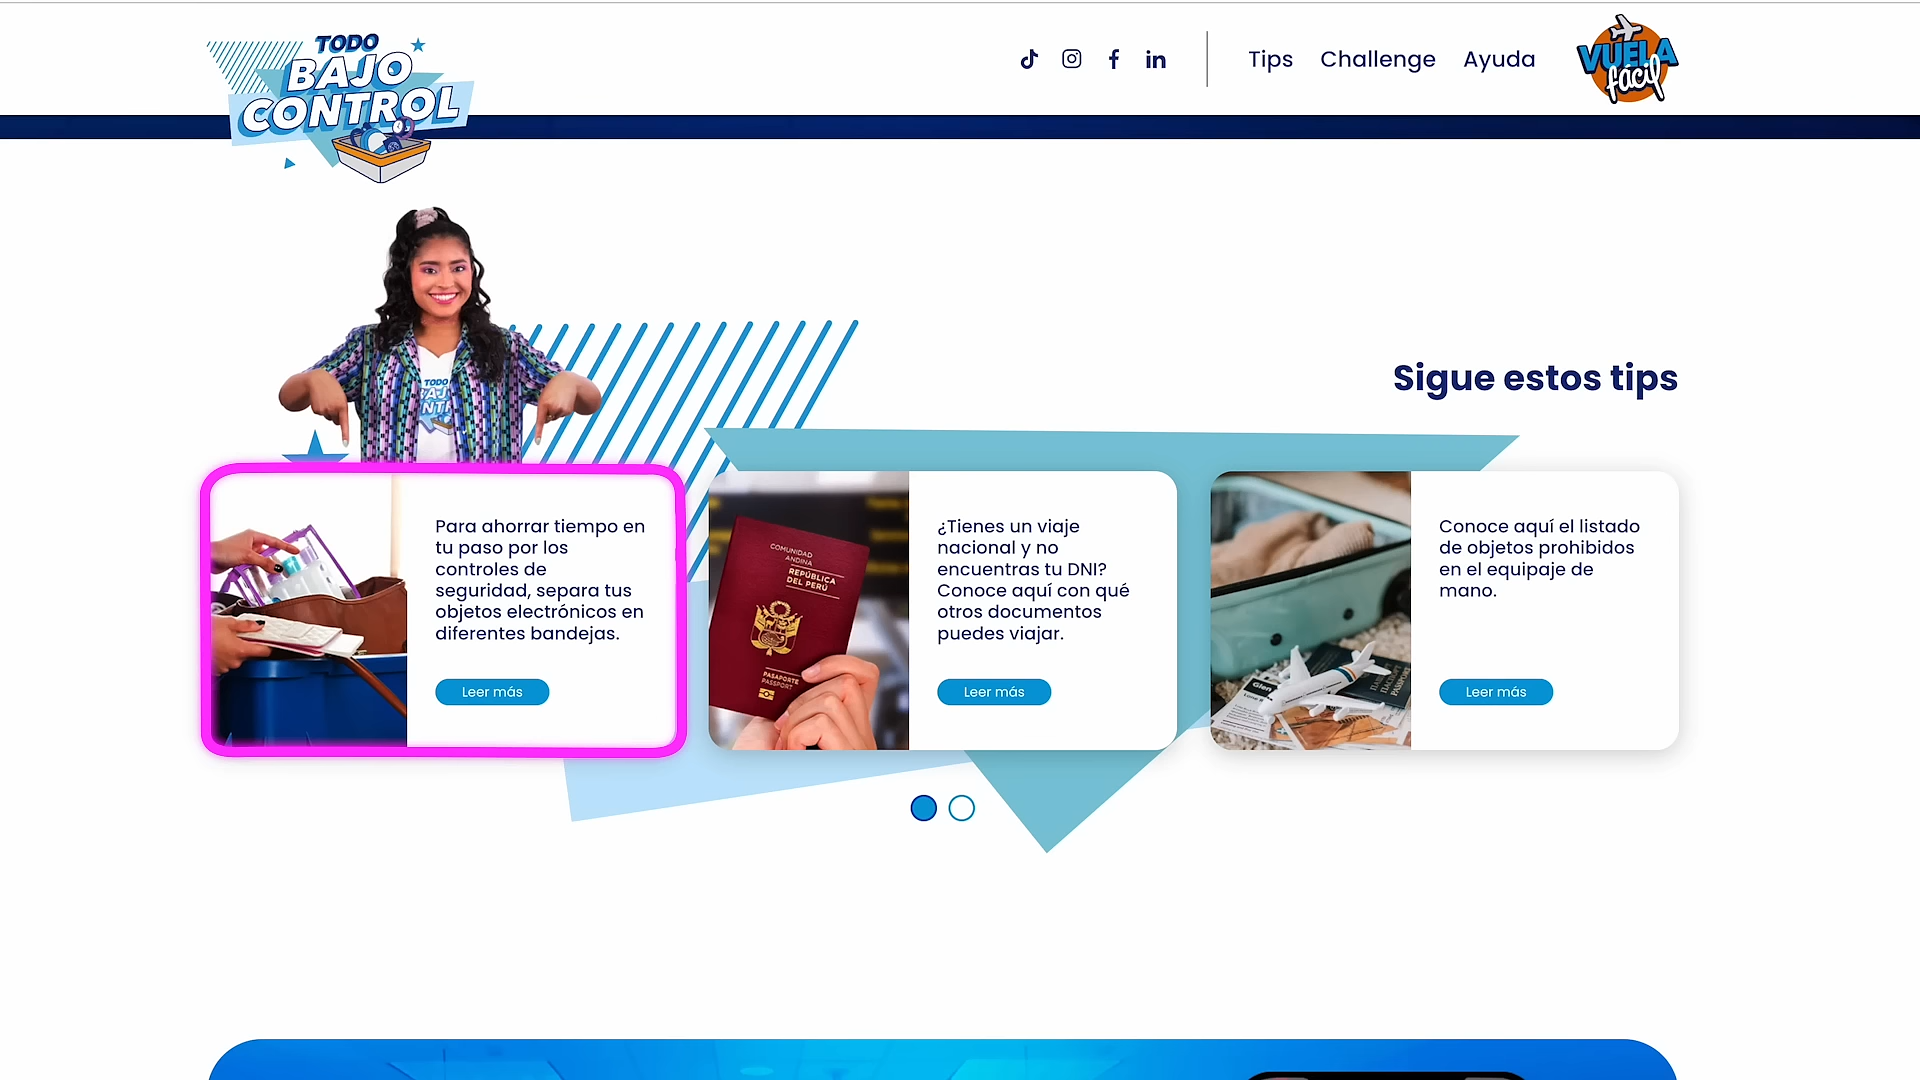 TODO
BAJO
CONTROL
Tips
Challenge
Ayuda
VUELA
fácil
TODO
Sigue estos tips
Para ahorrar tiempo en
tu paso por los
controles de
seguridad, separa tus
objetos electrónicos en
diferentes bandejas.
Leer más
COMUNIDAD
ANDINA
REPÚBLICA
DEL PERÚ
PASAPORTE
PASSPORT
¿Tienes un viaje
nacional y no
encuentras tu DNI?
Conoce aquí con qué
otros documentos
puedes viajar.
Leer más
Conoce aquí el listado
de objetos prohibidos
en el equipaje de
mano.
Leer más